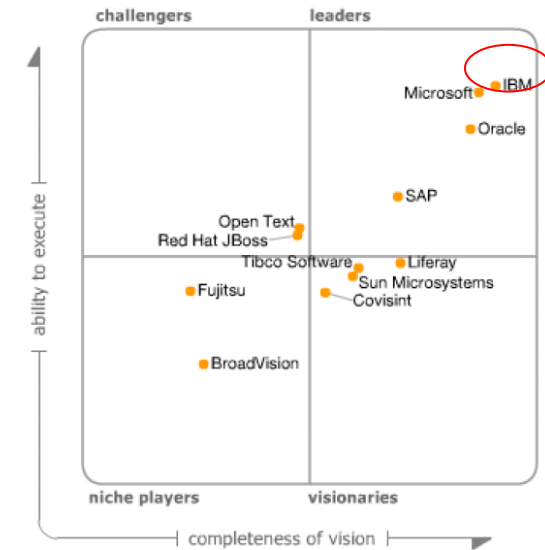 challengers
leaders
IBM
Microsoft
Oracle
SAP
Open Text
Red Hat JBoss
Tibco Software
Liferay
Sun Microsystems
Covisint
Fujitsu
BroadVision
ability to execute
niche players
visionaries
completeness of vision